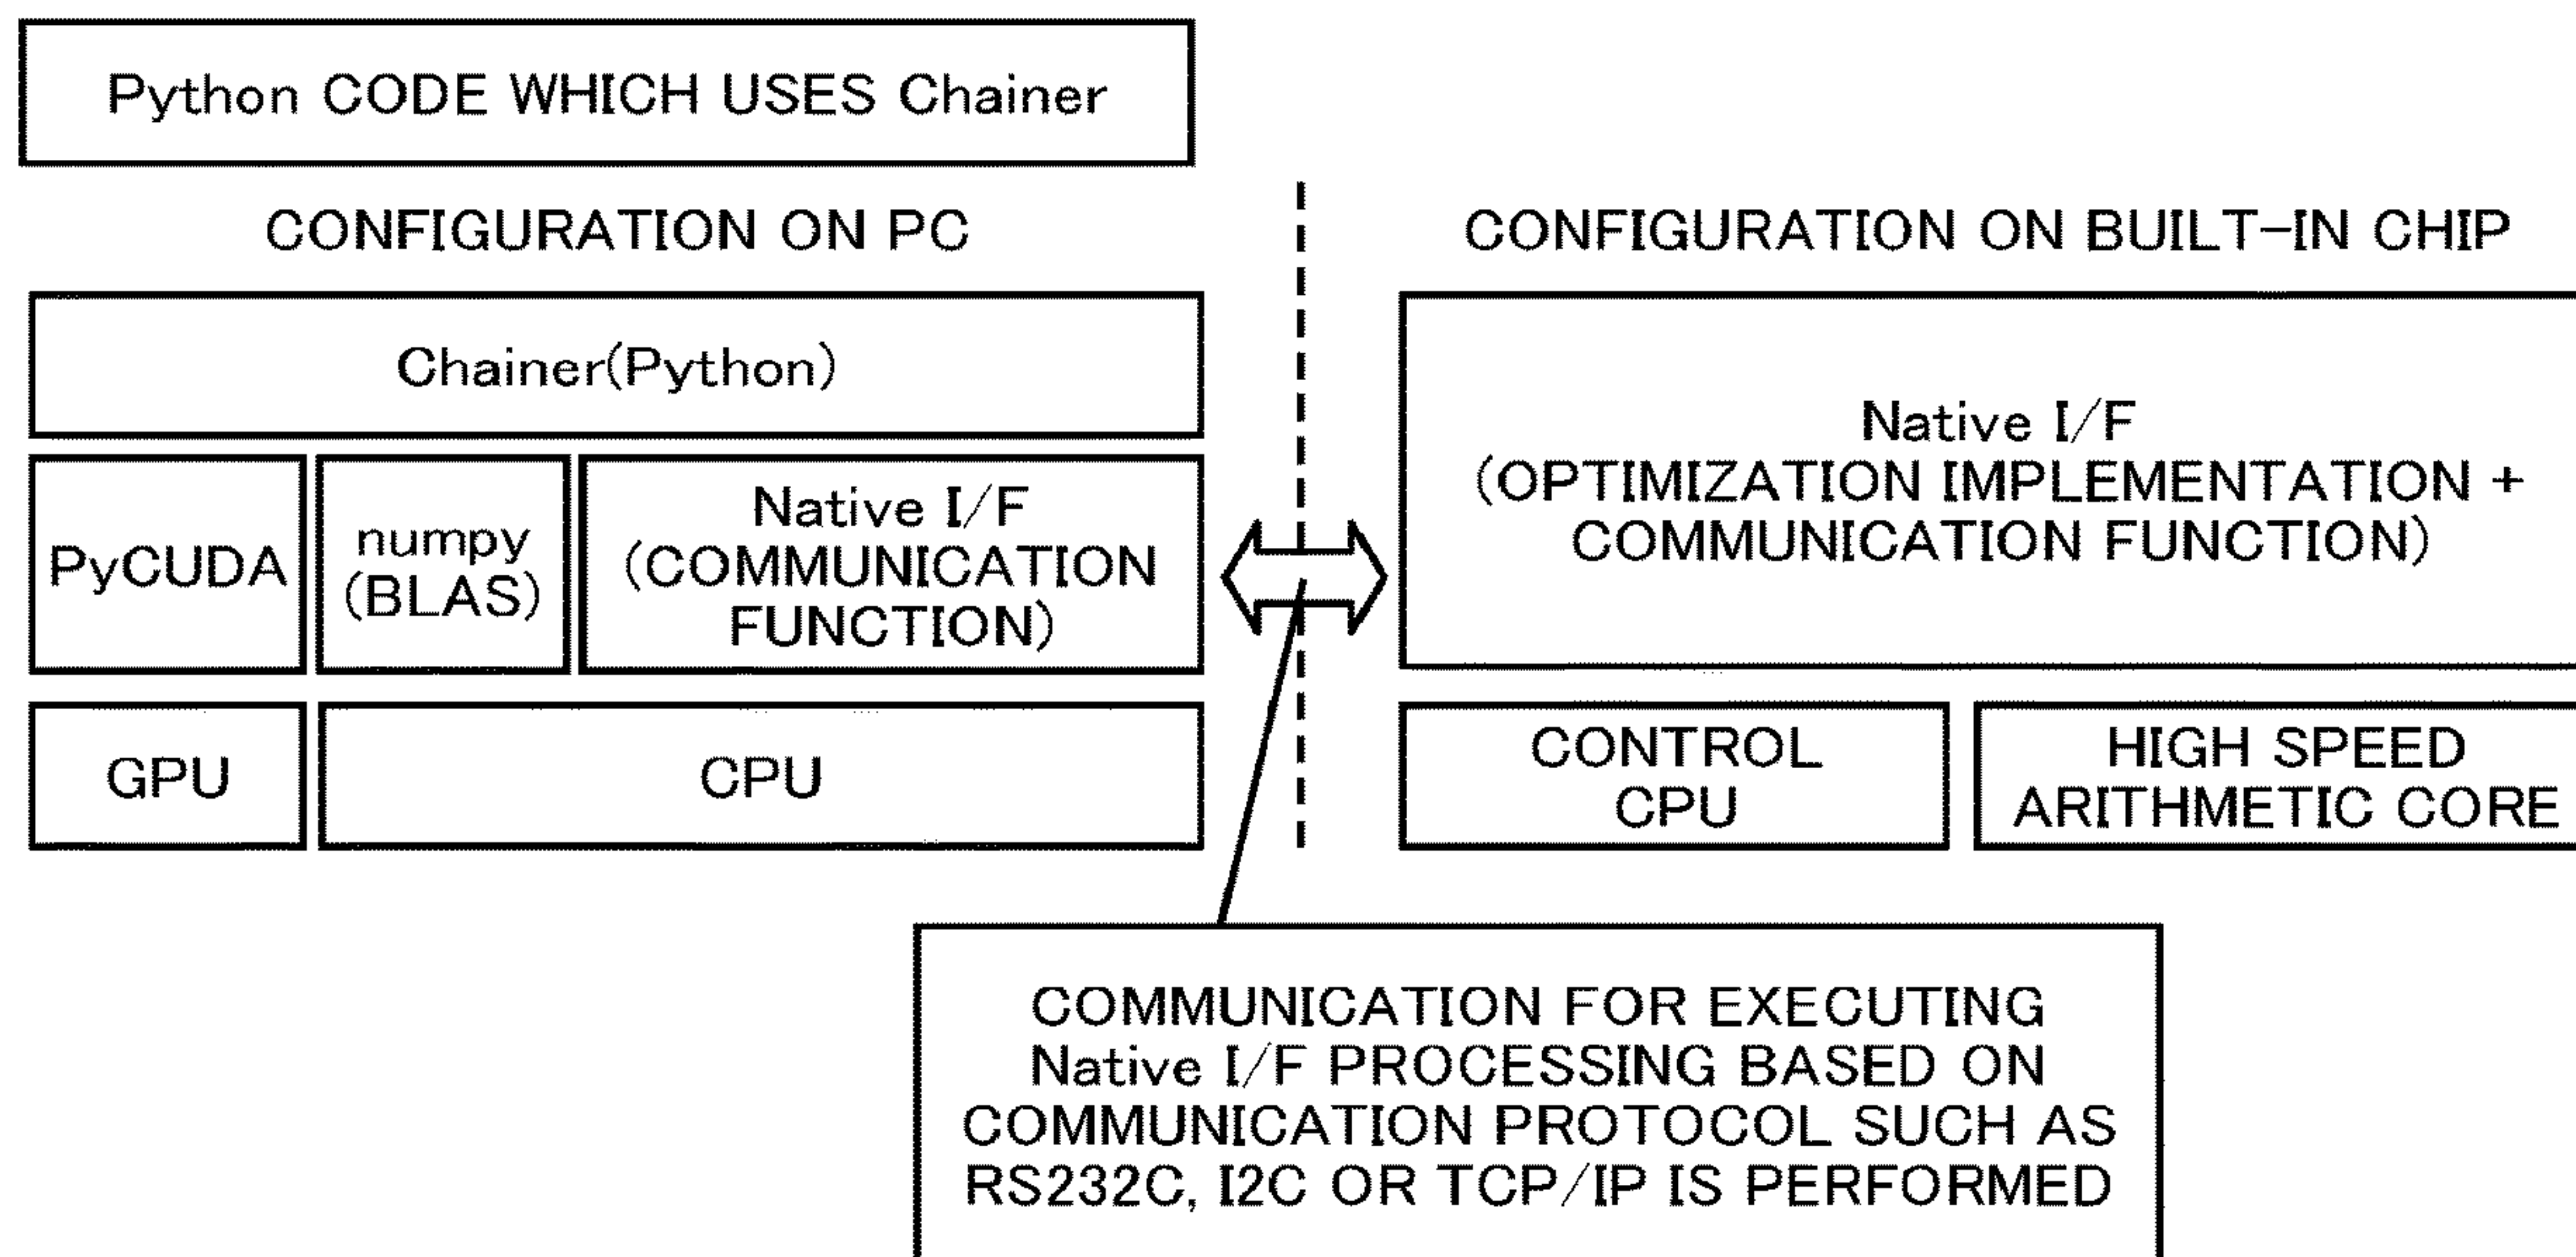 Python CODE WHICH USES Chainer
CONFIGURATION ON PC
Chainer(Python)
PyCUDA
numpy
(BLAS)
Native I/F
(COMMUNICATION
FUNCTION)
GPU
CPU
CONFIGURATION ON BUILT-IN CHIP
Native I/F
(OPTIMIZATION IMPLEMENTATION +
COMMUNICATION FUNCTION)
CONTROL
CPU
HIGH SPEED
ARITHMETIC CORE
COMMUNICATION FOR EXECUTING
Native I/F PROCESSING BASED ON
COMMUNICATION PROTOCOL SUCH AS
RS232C, I2C OR TCP/IP IS PERFORMED